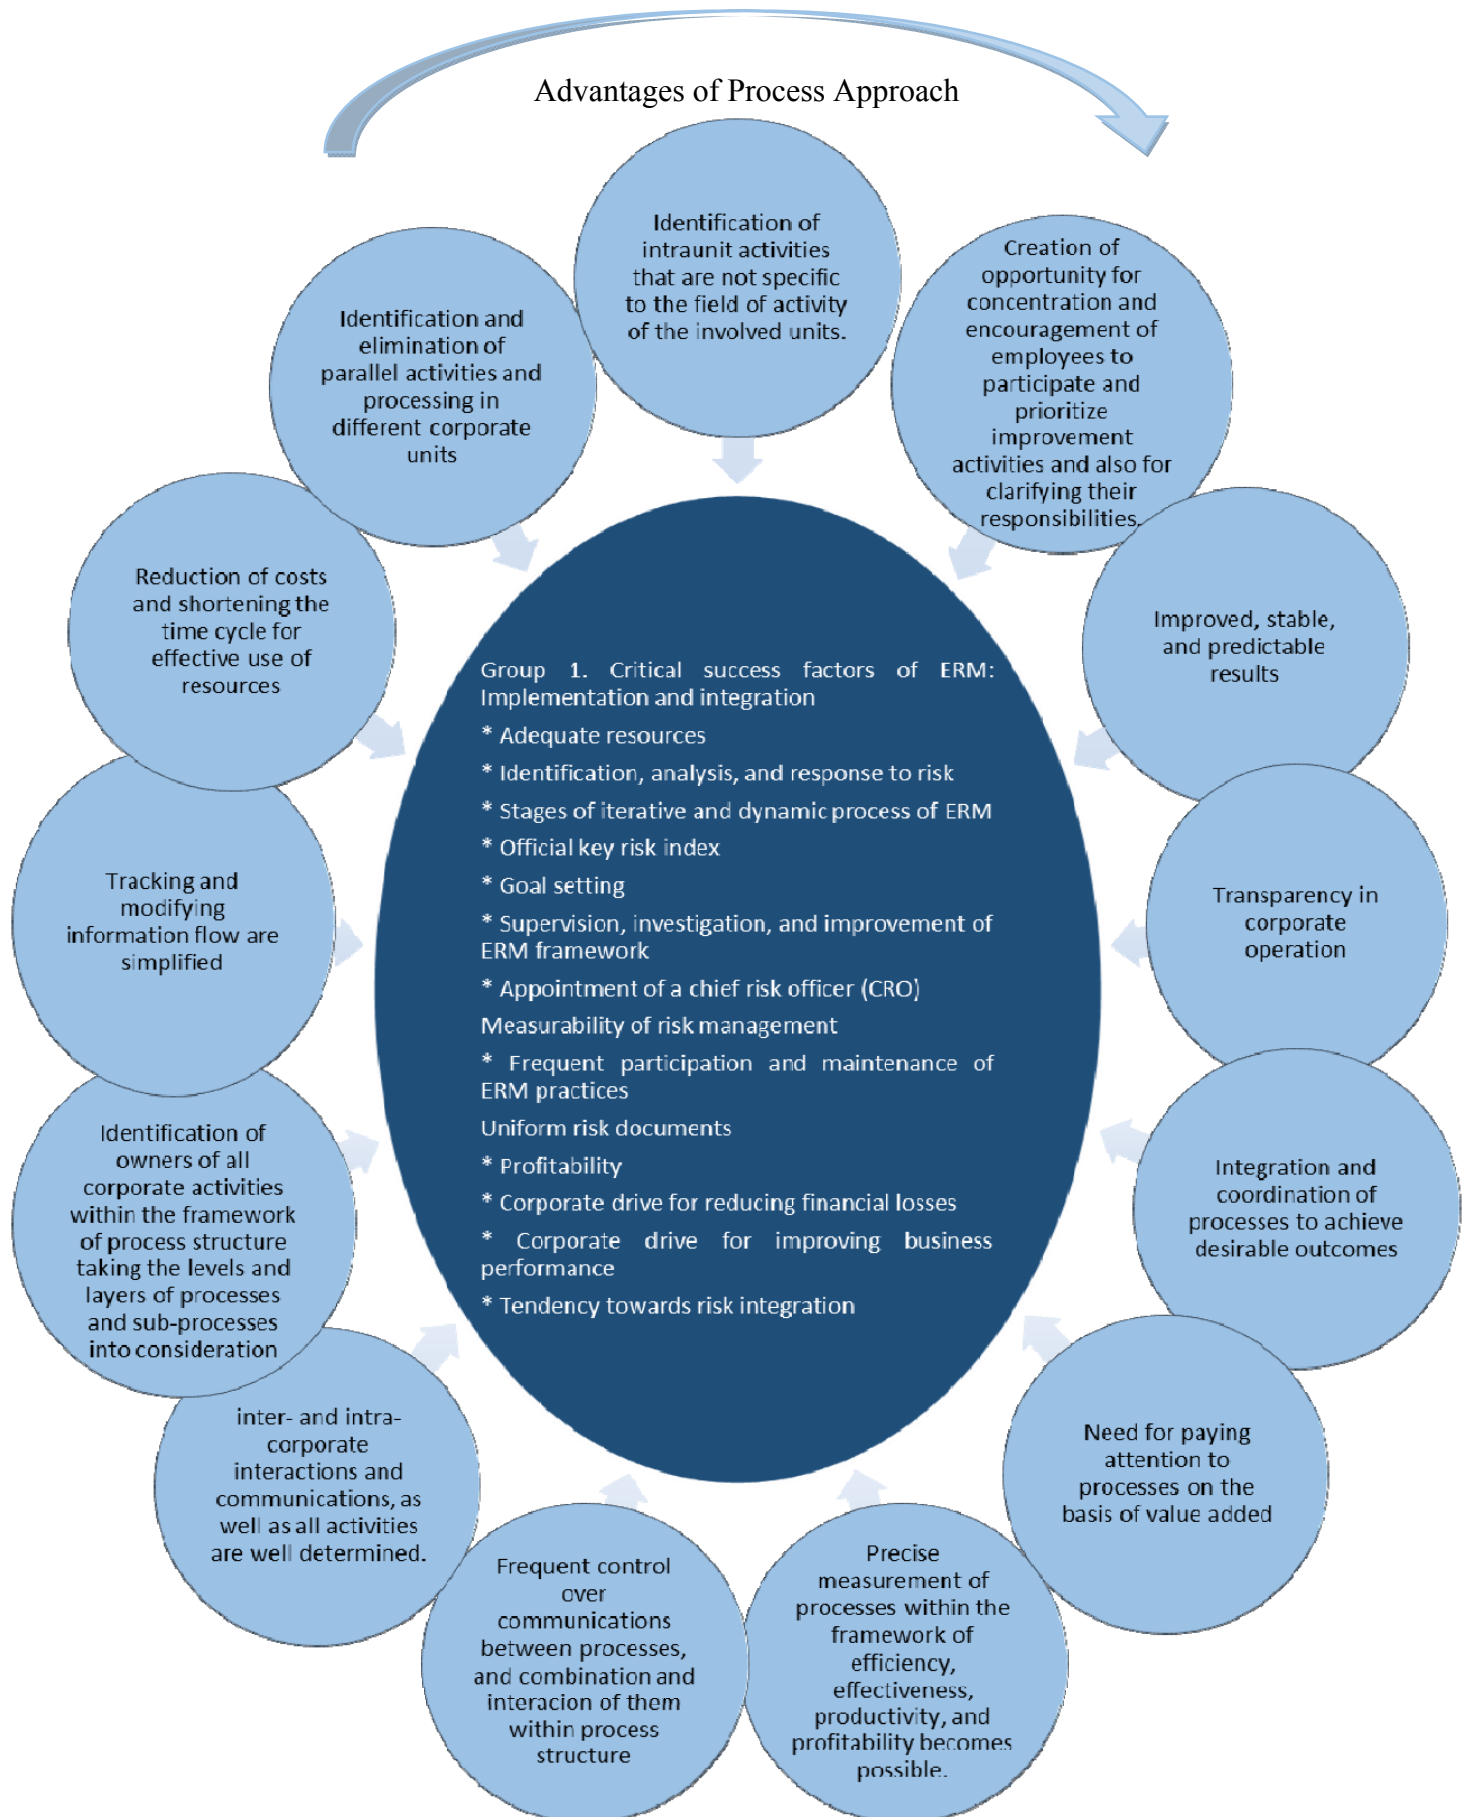 Advantages of Process Approach
Identification of
intraunit activities
that are not specific
to the field of activity
of the involved units.
Creation of
opportunity for
concentration and
encouragement of
employees to
participate and
prioritize
improvement
activities and also for
clarifying their
responsibilities.
Improved, stable,
and predictable
results
Transparency in
corporate
operation
Integration and
coordination of
processes to achieve
desirable outcomes
Need for paying
attention to
processes on the
basis of value added
Precise
measurement of
processes within the
framework of
efficiency,
effectiveness,
productivity, and
profitability becomes
possible.
Frequent control
over
communications
between processes,
and combination and
interacion of them
within process
structure
inter- and intra-
corporate
interactions and
communications, as
well as all activities
are well determined.
Identification of
owners of all
corporate activities
within the framework
of process structure
taking the levels and
layers of processes
and sub-processes
into consideration
Tracking and
modifying
information flow are
simplified
Reduction of costs
and shortening the
time cycle for
effective use of
resources
Identification and
elimination of
parallel activities and
processing in
different corporate
units
Group 1. Critical success factors of ERM:
Implementation and integration
* Adequate resources
* Identification, analysis, and response to risk
* Stages of iterative and dynamic process of ERM
* Official key risk index
* Goal setting
* Supervision, investigation, and improvement of
ERM framework
* Appointment of a chief risk officer (CRO)
Measurability of risk management
* Frequent participation and maintenance of
ERM practices
Uniform risk documents
* Profitability
* Corporate drive for reducing financial losses
* Corporate drive for improving business
performance
* Tendency towards risk integration